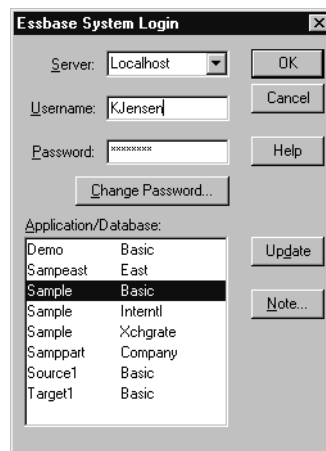 Essbase System Login
Server: Localhost OK
Username: KJensen Cancel
Password: ******** Help
Change Password...
Application/Database:
Demo Basic Update
Sampeast East
Sample Basic
Sample Interntl Note...
Sample Xchgrate
Samppart Company
Source1 Basic
Target1 Basic